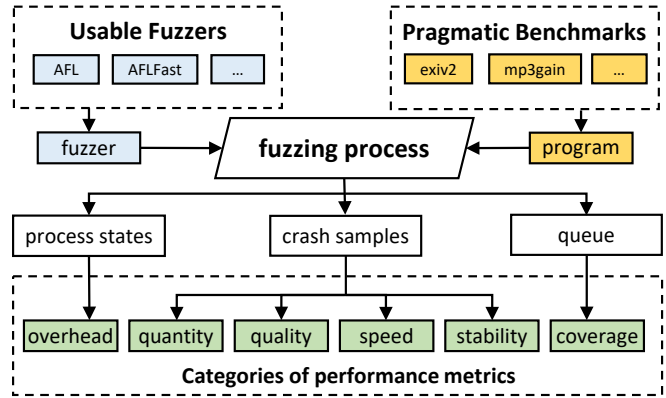 Usable Fuzzers
Pragmatic Benchmarks
AFL
AFLFast
...
exiv2
mp3gain
...
fuzzer
fuzzing process
program
process states
crash samples
queue
overhead
quantity
quality
speed
stability
coverage
Categories of performance metrics